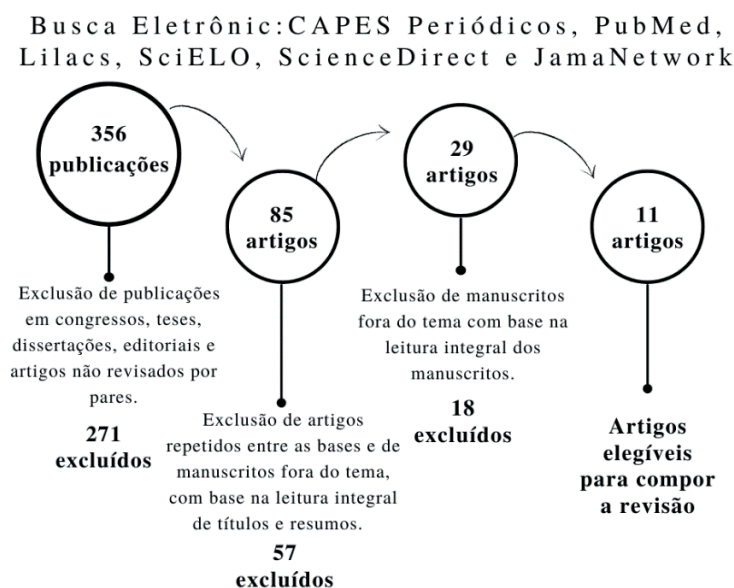 Busca Eletrônic:CAPES Periódicos, PubMed,
Lilacs, SciELO, ScienceDirect e JamaNetwork
356
publicações
Exclusão de publicações
em congressos, teses,
dissertações, editoriais e
artigos não revisados por
pares.
271
excluídos
85
artigos
Exclusão de artigos
repetidos entre as bases e de
manuscritos fora do tema,
com base na leitura integral
de títulos e resumos.
57
excluídos
29
artigos
Exclusão de manuscritos
fora do tema com base na
leitura integral dos
manuscritos.
18
excluídos
11
artigos
Artigos
elegíveis
para compor
a revisão